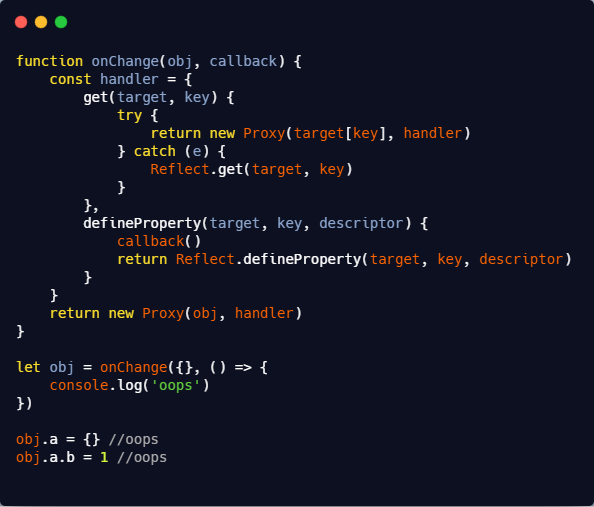 function onChange(obj, callback) {
    const handler = {
        get(target, key) {
            try {
                return new Proxy(target[key], handler)
            } catch (e) {
                Reflect.get(target, key)
            }
        },
        defineProperty(target, key, descriptor) {
            callback()
            return Reflect.defineProperty(target, key, descriptor)
        }
    }
    return new Proxy(obj, handler)
}

let obj = onChange({}, () => {
    console.log('oops')
})

obj.a = {} //oops
obj.a.b = 1 //oops